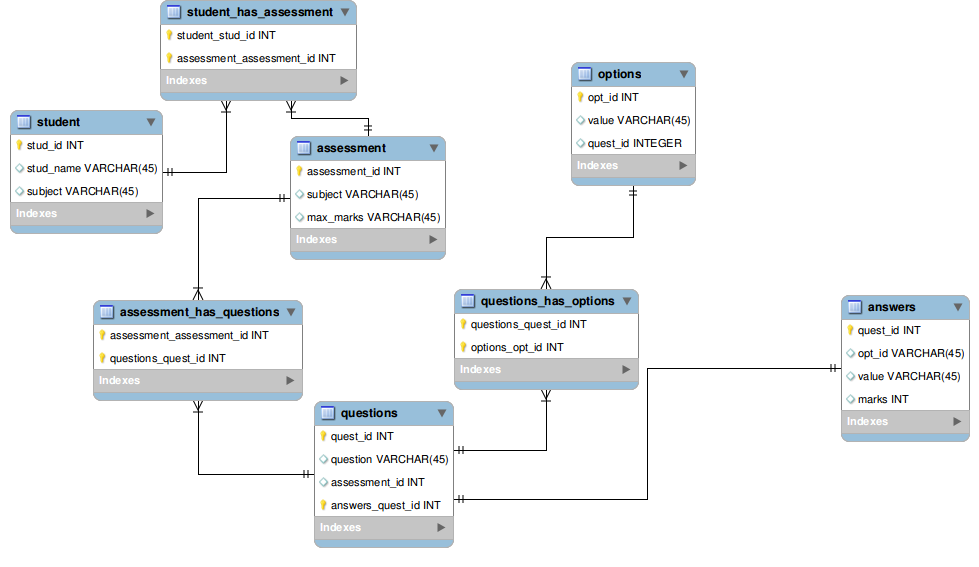 student_has_assessment
student_stud_id INT
assessment_assessment_id INT
Indexes
student
stud_id INT
stud_name VARCHAR(45)
subject VARCHAR(45)
Indexes
assessment
assessment_id INT
subject VARCHAR(45)
max_marks VARCHAR(45)
Indexes
options
opt_id INT
value VARCHAR(45)
quest_id INTEGER
Indexes
assessment_has_questions
assessment_assessment_id INT
questions_quest_id INT
Indexes
questions_has_options
questions_quest_id INT
options_opt_id INT
Indexes
answers
quest_id INT
opt_id VARCHAR(45)
value VARCHAR(45)
marks INT
Indexes
questions
quest_id INT
question VARCHAR(45)
assessment_id INT
answers_quest_id INT
Indexes